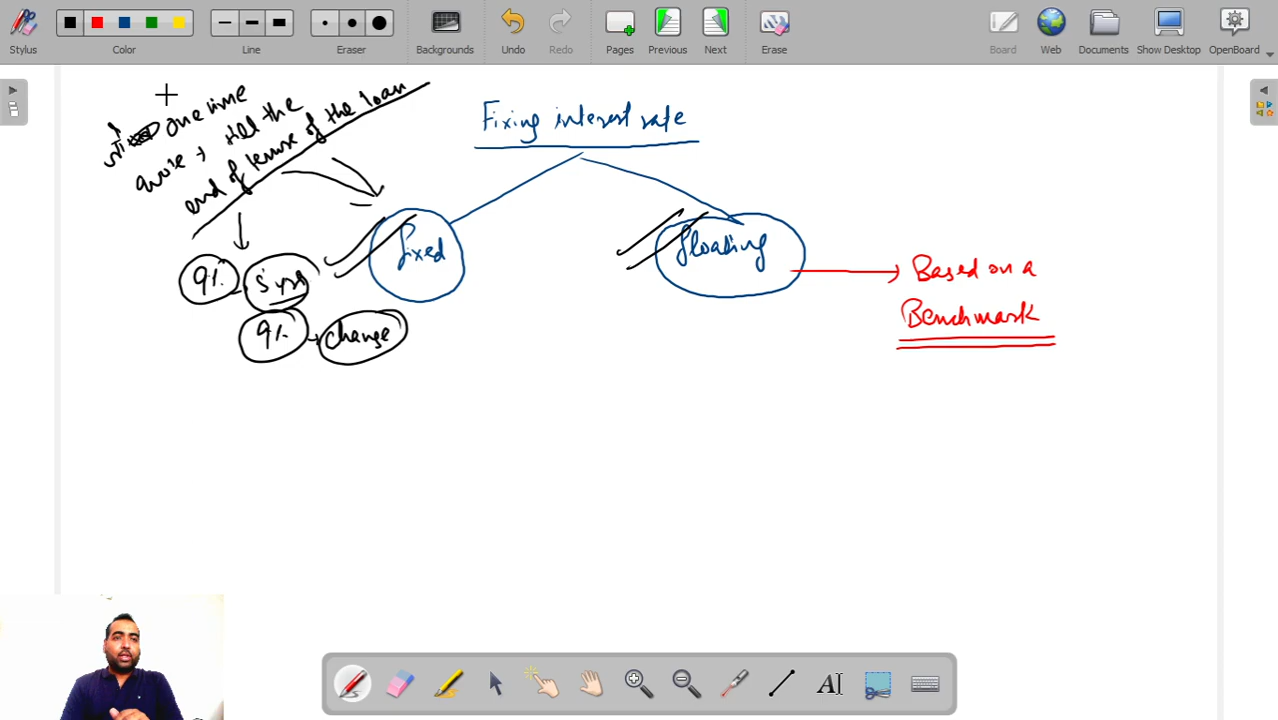 Stylus
Color
Line
Eraser
Backgrounds
Undo
Redo
Pages
Previous
Next
Erase
Board
Web
Documents
Show Desktop
OpenBoard
one time
till the
end of tenure of the loan
Fixing interest rate
fixed
floating
9% 5 yrs
9% change
Based on a
Benchmark
AI